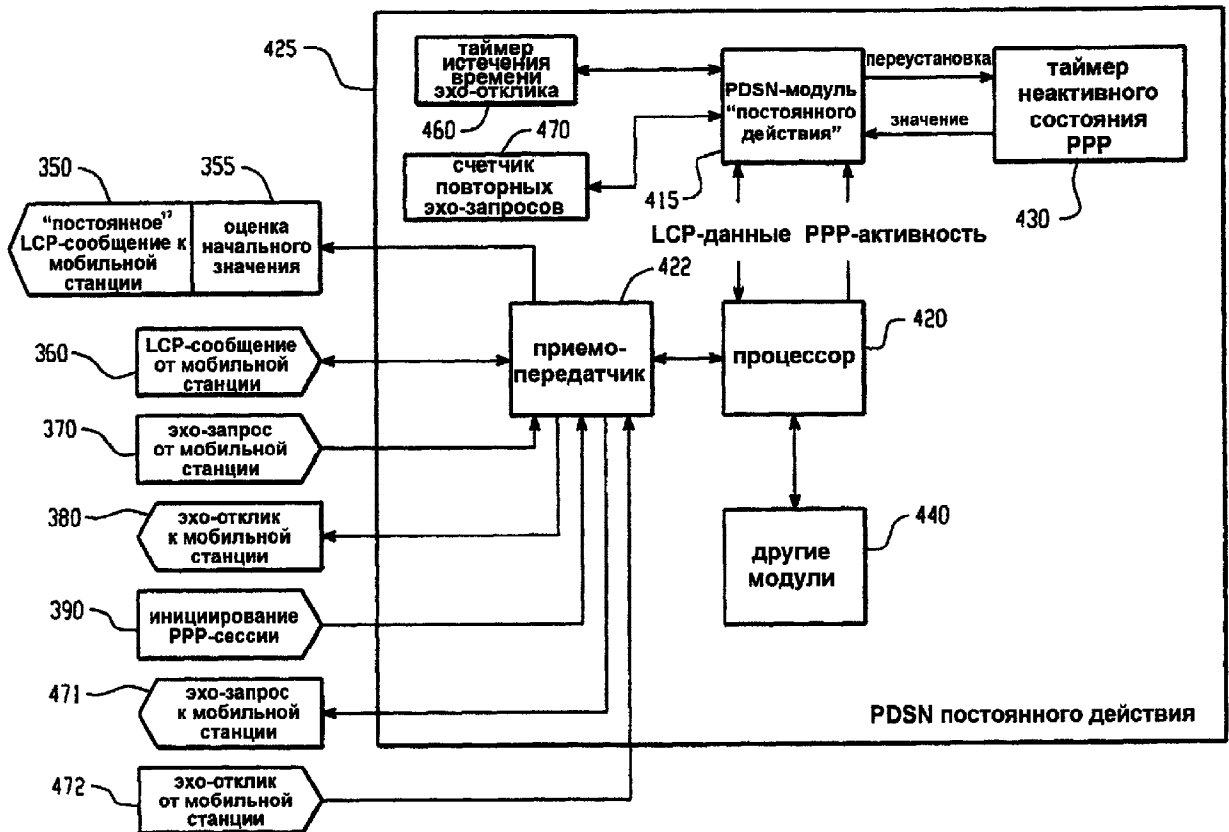 425
таймер
истечения
времени
эхо-отклика
460
470
счетчик
повторных
эхо-запросов
PDSN-модуль
“постоянного
действия”
415
переустановка
значение
таймер
неактивного
состояния
PPP
430
LCP-данные
PPP-активность
350
355
“постоянное”
LCP-сообщение к
мобильной
станции
оценка
начального
значения
422
приемо-
передатчик
420
процессор
360
LCP-сообщение
от мобильной
станции
370
эхо-запрос
от мобильной
станции
380
эхо-отклик
к мобильной
станции
440
другие
модули
390
инициирование
PPP-сессии
471
эхо-запрос
к мобильной
станции
472
эхо-отклик
от мобильной
станции
PDSN постоянного действия